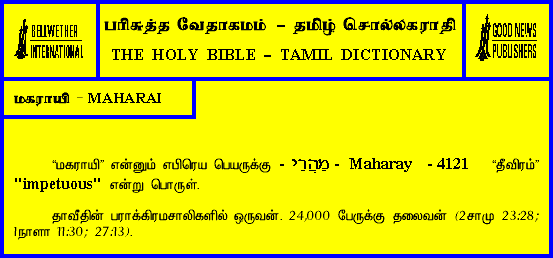 BELLWETHER
INTERNATIONAL
பரிசுத்த வேதாகமம் – தமிழ் சொல்லகராதி
THE HOLY BIBLE – TAMIL DICTIONARY
GOOD NEWS
PUBLISHERS
மகராயி - MAHARAI
“மகராயி” என்னும் எபிரெய பெயருக்கு - מַהֲרַי - Maharay - 4121 “தீவிரம்”
"impetuous" என்று பொருள்.
தாவீதின் பராக்கிரமசாலிகளில் ஒருவன். 24,000 பேருக்கு தலைவன் (2சாமு 23:28;
1நாளா 11:30; 27:13).